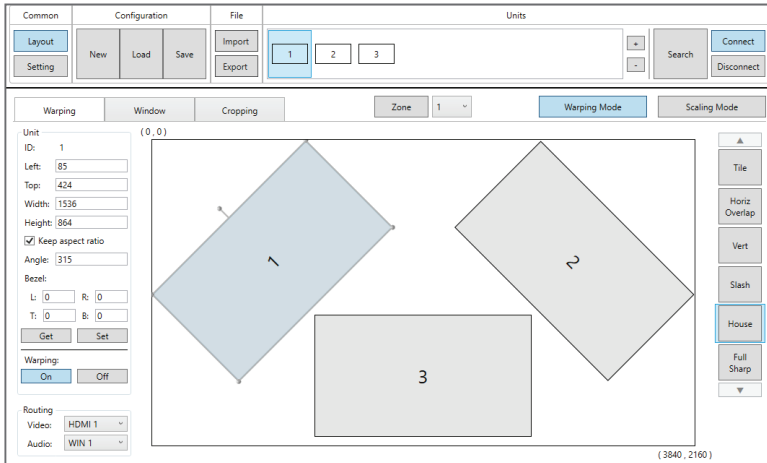 Common Configuration File Units
Layout
Setting
New Load Save
Import
Export
1 2 3
+
-
Search
Connect
Disconnect
Warping Window Cropping
Zone 1
Warping Mode Scaling Mode
Unit
ID: 1
Left: 85
Top: 424
Width: 1536
Height: 864
Keep aspect ratio
Angle: 315
Bezel:
L: 0 R: 0
T: 0 B: 0
Get Set
Warping:
On Off
Routing
Video: HDMI 1
Audio: WIN 1
( 0 , 0 )
1
2
3
( 3840 , 2160 )
Tile
Horiz
Overlap
Vert
Slash
House
Full
Sharp